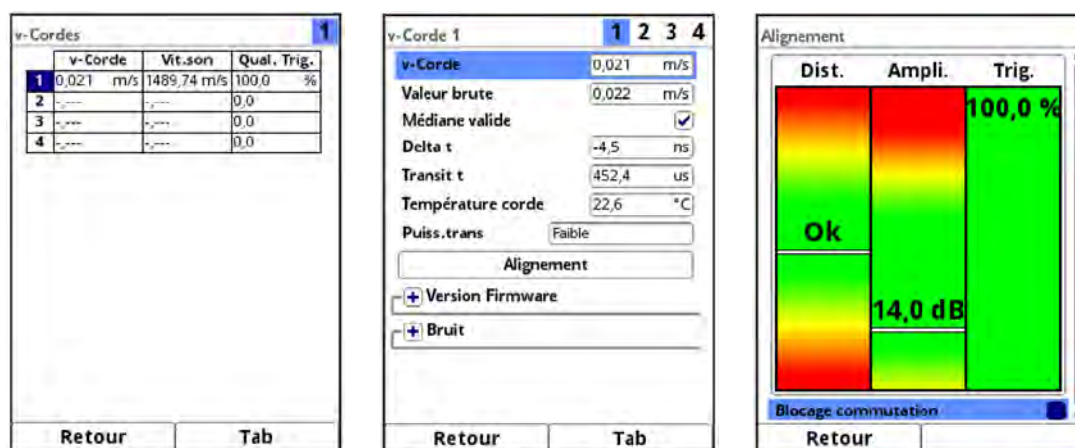 v-Cordes 1
v-Corde Vit.son Qual. Trig.
1 0,021 m/s 1489,74 m/s 100,0 %
2 -,--- -,--- 0,0
3 -,--- -,--- 0,0
4 -,--- -,--- 0,0
Retour Tab
v-Corde 1 1 2 3 4
v-Corde 0,021 m/s
Valeur brute 0,022 m/s
Médiane valide
Delta t -4,5 ns
Transit t 452,4 us
Température corde 22,6 °C
Puiss.trans Faible
Alignement
+ Version Firmware
+ Bruit
Retour Tab
Alignement
Dist. Ampli. Trig.
100,0 %
Ok
14,0 dB
Blocage commutation
Retour